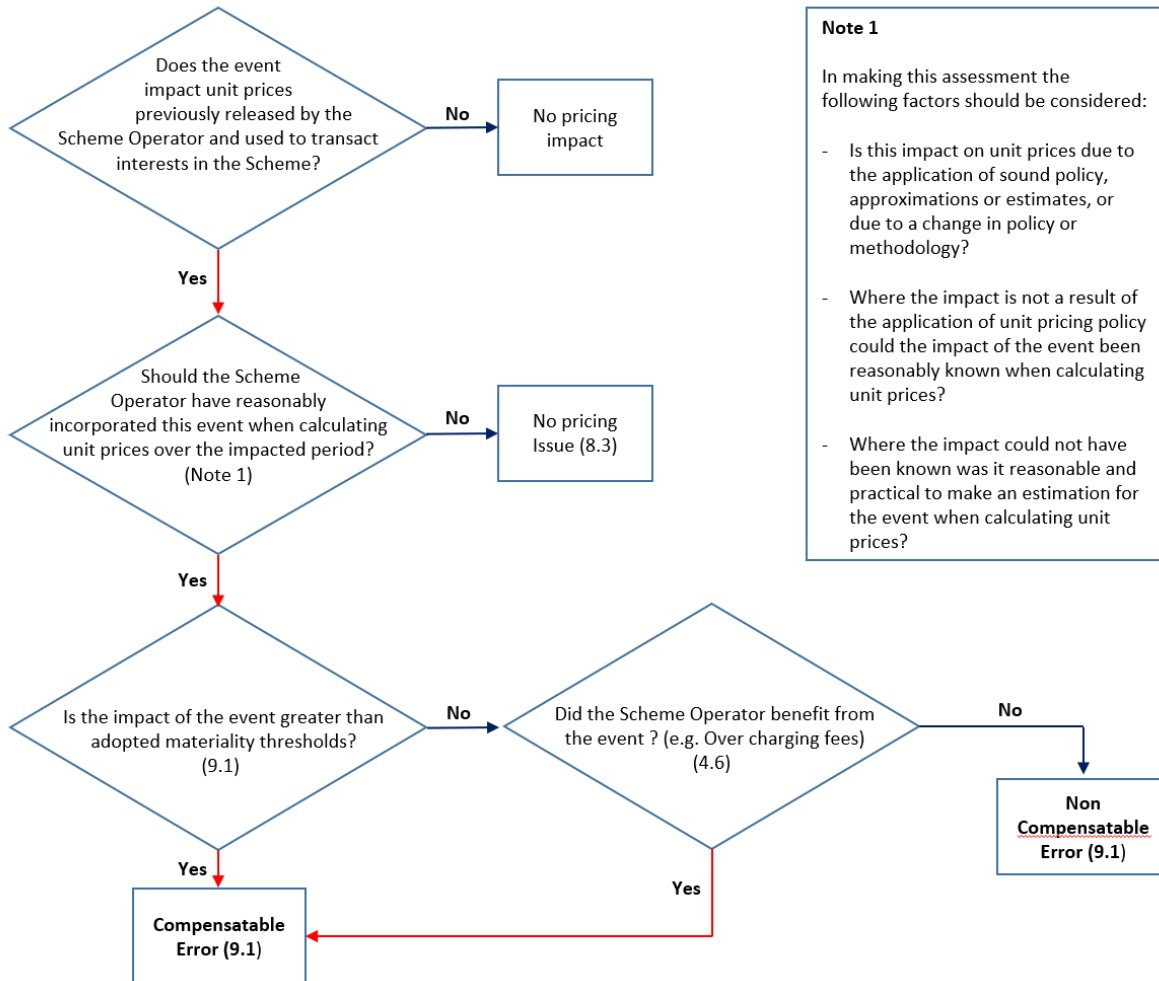 Does the event
impact unit prices
previously released by the
Scheme Operator and used to transact
interests in the Scheme?
No
No pricing
impact
Yes
Should the Scheme
Operator have reasonably
incorporated this event when calculating
unit prices over the impacted period?
(Note 1)
No
No pricing
Issue (8.3)
Yes
Is the impact of the event greater than
adopted materiality thresholds?
(9.1)
No
Did the Scheme Operator benefit from
the event ? (e.g. Over charging fees)
(4.6)
No
Non
Compensatable
Error (9.1)
Yes
Yes
Compensatable
Error (9.1)
Note 1
In making this assessment the
following factors should be considered:
- Is this impact on unit prices due to
the application of sound policy,
approximations or estimates, or
due to a change in policy or
methodology?
- Where the impact is not a result of
the application of unit pricing policy
could the impact of the event been
reasonably known when calculating
unit prices?
- Where the impact could not have
been known was it reasonable and
practical to make an estimation for
the event when calculating unit
prices?